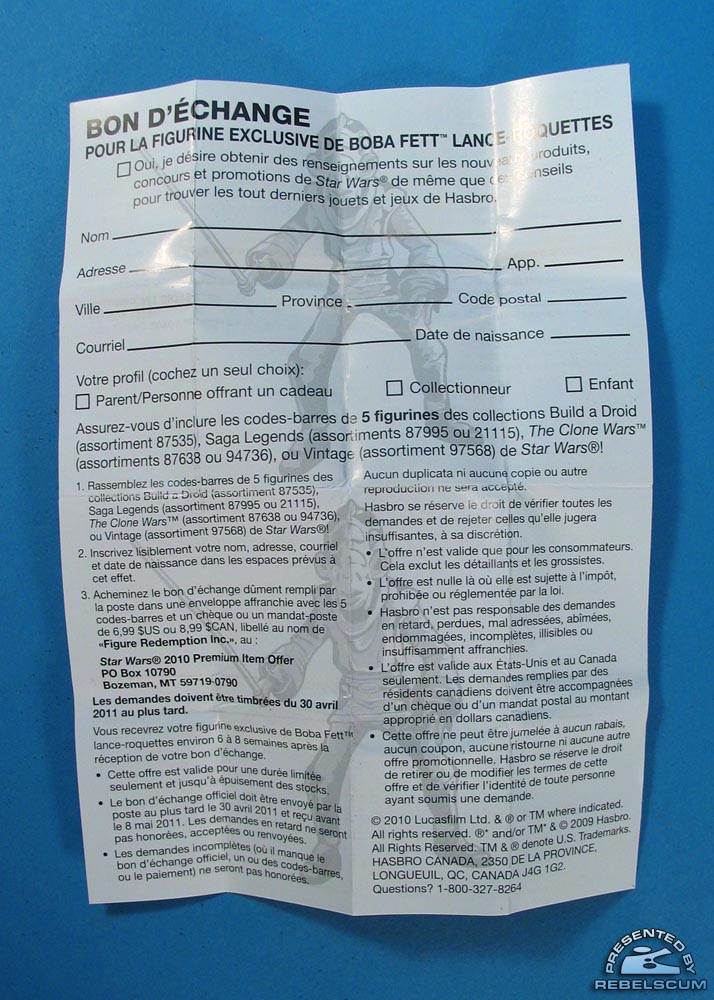 BON D'ÉCHANGE
POUR LA FIGURINE EXCLUSIVE DE BOBA FETT™ LANCE-ROQUETTES
Oui, je désire obtenir des renseignements sur les nouveaux produits,
concours et promotions de Star Wars® de même que des conseils
pour trouver les tout derniers jouets et jeux de Hasbro.
Nom
Adresse App.
Ville Province Code postal
Courriel Date de naissance
Votre profil (cochez un seul choix):
Parent/Personne offrant un cadeau Collectionneur Enfant
Assurez-vous d'inclure les codes-barres de 5 figurines des collections Build a Droid
(assortiment 87535), Saga Legends (assortiments 87995 ou 21115), The Clone Wars™
(assortiments 87638 ou 94736), ou Vintage (assortiment 97568) de Star Wars®!
1. Rassemblez les codes-barres de 5 figurines des
collections Build a Droid (assortiment 87535),
Saga Legends (assortiment 87995 ou 21115),
The Clone Wars™ (assortiment 87638 ou 94736),
ou Vintage (assortiment 97568) de Star Wars®!
2. Inscrivez lisiblement votre nom, adresse, courriel
et date de naissance dans les espaces prévus à
cet effet.
3. Acheminez le bon d'échange dûment rempli par
la poste dans une enveloppe affranchie avec les 5
codes-barres et un chèque ou un mandat-poste
de 6,99 $US ou 8,99 $CAN, libellé au nom de
«Figure Redemption Inc.», au :
Star Wars® 2010 Premium Item Offer
PO Box 10790
Bozeman, MT 59719-0790
Les demandes doivent être timbrées du 30 avril
2011 au plus tard.
Vous recevrez votre figurine exclusive de Boba Fett™
lance-roquettes environ 6 à 8 semaines après la
réception de votre bon d'échange.
• Cette offre est valide pour une durée limitée
seulement et jusqu'à épuisement des stocks.
• Le bon d'échange officiel doit être envoyé par la
poste au plus tard le 30 avril 2011 et reçu avant
le 8 mai 2011. Les demandes en retard ne seront
pas honorées, acceptées ou renvoyées.
• Les demandes incomplètes (où il manque le
bon d'échange officiel, un ou des codes-barres,
ou le paiement) ne seront pas honorées.
Aucun duplicata ni aucune copie ou autre
reproduction ne sera accepté.
Hasbro se réserve le droit de vérifier toutes les
demandes et de rejeter celles qu'elle jugera
insuffisantes, à sa discrétion.
• L'offre n'est valide que pour les consommateurs.
Cela exclut les détaillants et les grossistes.
• L'offre est nulle là où elle est sujette à l'impôt,
prohibée ou réglementée par la loi.
• Hasbro n'est pas responsable des demandes
en retard, perdues, mal adressées, abîmées,
endommagées, incomplètes, illisibles ou
insuffisamment affranchies.
• L'offre est valide aux États-Unis et au Canada
seulement. Les demandes remplies par des
résidents canadiens doivent être accompagnées
d'un chèque ou d'un mandat postal au montant
approprié en dollars canadiens.
• Cette offre ne peut être jumelée à aucun rabais,
aucun coupon, aucune ristourne ni aucune autre
offre promotionnelle. Hasbro se réserve le droit
de retirer ou de modifier les termes de cette
offre et de vérifier l'identité de toute personne
ayant soumis une demande.
© 2010 Lucasfilm Ltd. & ® or TM where indicated.
All rights reserved. ®* and/or TM* & © 2009 Hasbro.
All Rights Reserved. TM & ® denote U.S. Trademarks.
HASBRO CANADA, 2350 DE LA PROVINCE,
LONGUEUIL, QC, CANADA J4G 1G2.
Questions? 1-800-327-8264
PRESENTED BY
REBELSCUM